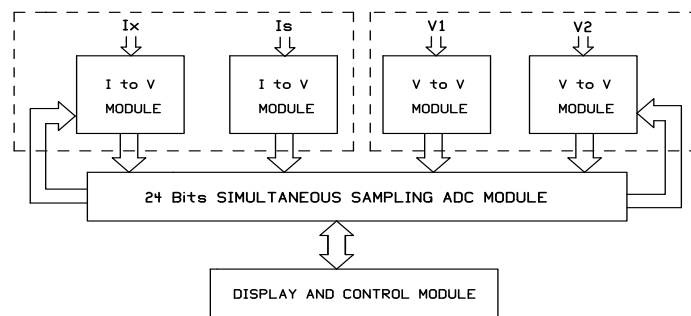 Ix Is V1 V2
I to V I to V V to V V to V
MODULE MODULE MODULE MODULE
24 Bits SIMULTANEOUS SAMPLING ADC MODULE
DISPLAY AND CONTROL MODULE